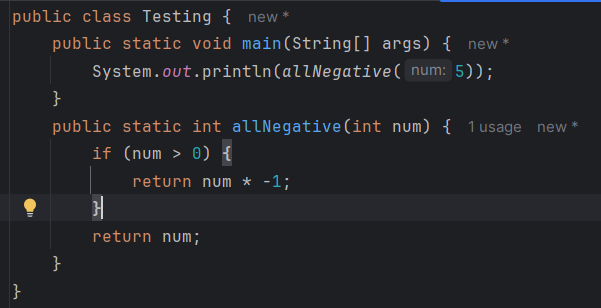 public class Testing { new *
public static void main(String[] args) { new *
System.out.println(allNegative( num: 5));
}
public static int allNegative(int num) { 1 usage new *
if (num > 0) {
return num * -1;
}
return num;
}
}